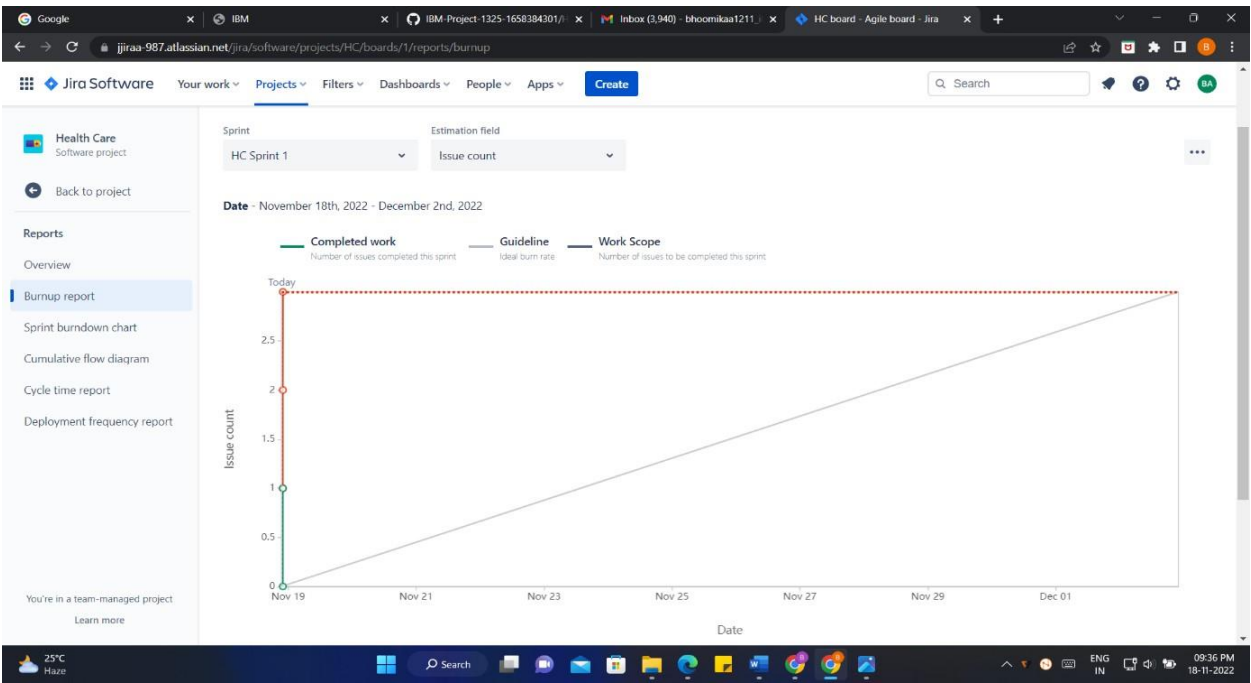 Google
IBM
IBM-Project-1325-1658384301/
Inbox (3,940) - bhoomikaa1211_
HC board - Agile board - Jira
jjiraa-987.atlassian.net/jira/software/projects/HC/boards/1/reports/burnup
B
Jira Software
Your work
Projects
Filters
Dashboards
People
Apps
Create
Search
BA
Health Care
Software project
Back to project
Reports
Overview
Burnup report
Sprint burndown chart
Cumulative flow diagram
Cycle time report
Deployment frequency report
You're in a team-managed project
Learn more
Sprint
Estimation field
HC Sprint 1
Issue count
Date - November 18th, 2022 - December 2nd, 2022
Completed work
Number of issues completed this sprint
Guideline
Ideal burn rate
Work Scope
Number of issues to be completed this sprint
Today
2.5
2
1.5
1
0.5
0
Issue count
Nov 19
Nov 21
Nov 23
Nov 25
Nov 27
Nov 29
Dec 01
Date
25°C
Haze
Search
ENG
IN
09:36 PM
18-11-2022